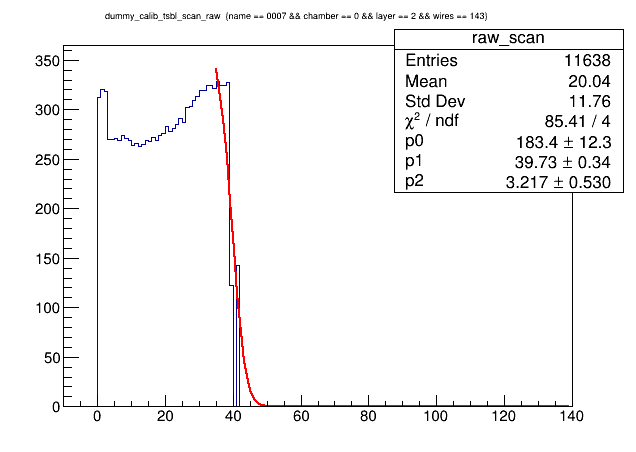 dummy_calib_tsbl_scan_raw {name == 0007 && chamber == 0 && layer == 2 && wires == 143}
raw_scan
Entries 11638
Mean 20.04
Std Dev 11.76
χ² / ndf 85.41 / 4
p0 183.4 ± 12.3
p1 39.73 ± 0.34
p2 3.217 ± 0.530
350
300
250
200
150
100
50
0
0 20 40 60 80 100 120 140